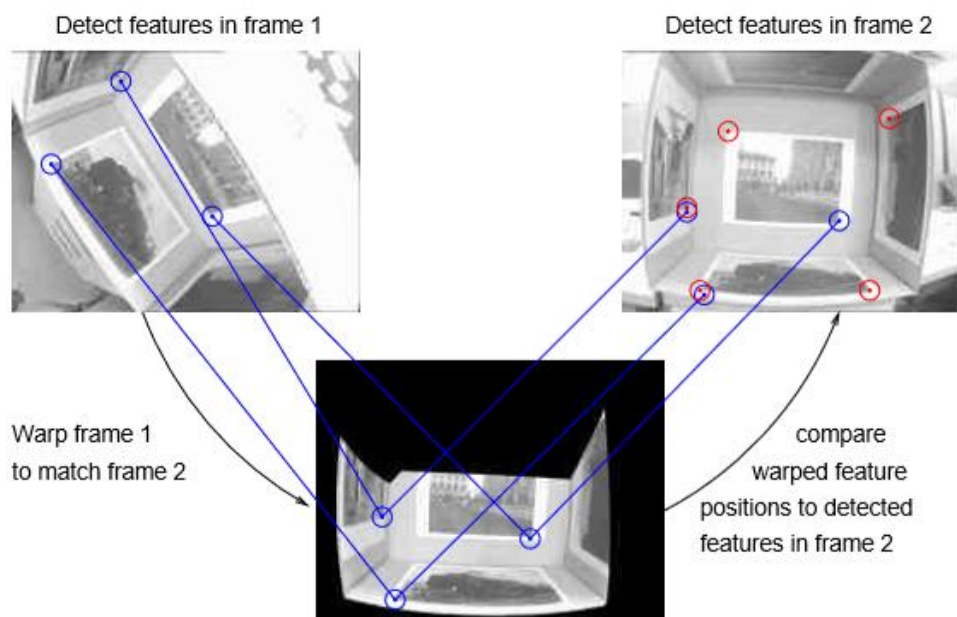 Detect features in frame 1
Detect features in frame 2
Warp frame 1
to match frame 2
compare
warped feature
positions to detected
features in frame 2